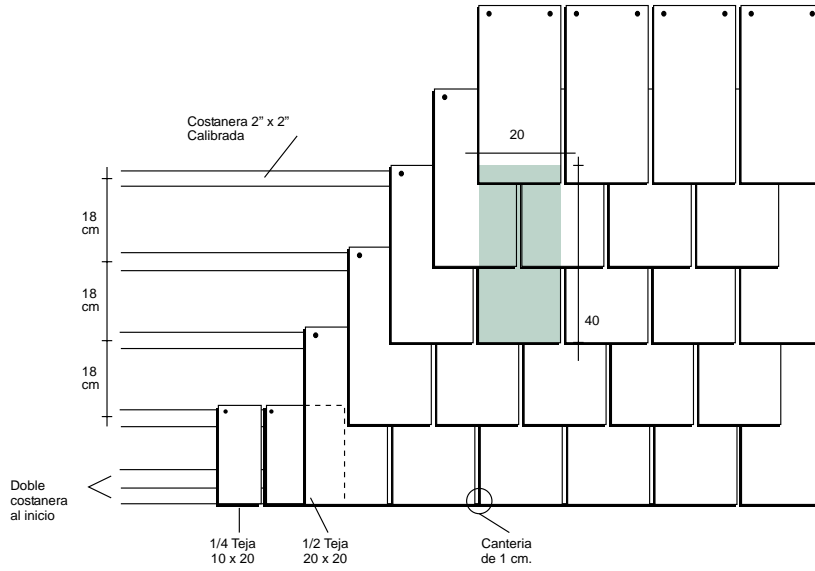 Costanera 2” x 2”
Calibrada
20
18
cm
18
cm
40
18
cm
Doble
costanera
al inicio
1/4 Teja
10 x 20
1/2 Teja
20 x 20
Canteria
de 1 cm.